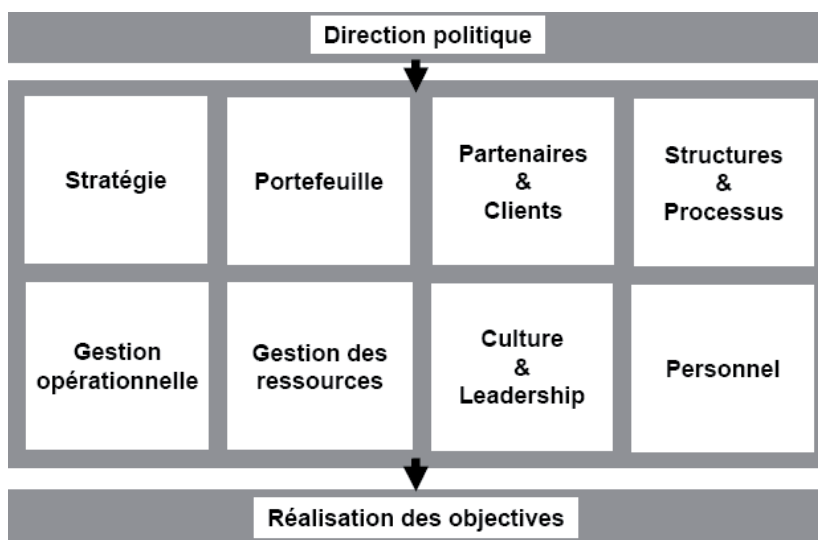 Direction politique
Stratégie
Portefeuille
Partenaires
&
Clients
Structures
&
Processus
Gestion
opérationnelle
Gestion des
ressources
Culture
&
Leadership
Personnel
Réalisation des objectives